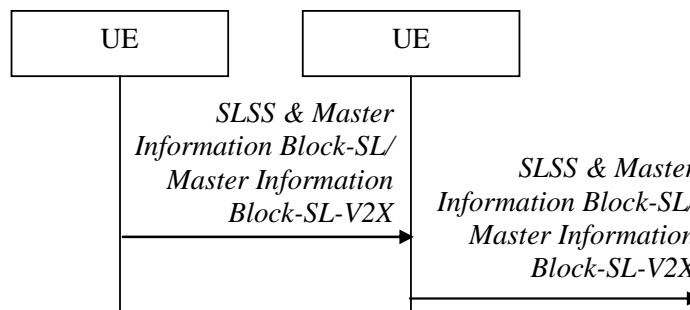 UE
UE
SLSS & Master
Information Block-SL/
Master Information
Block-SL-V2X
SLSS & Master
Information Block-SL/
Master Information
Block-SL-V2X